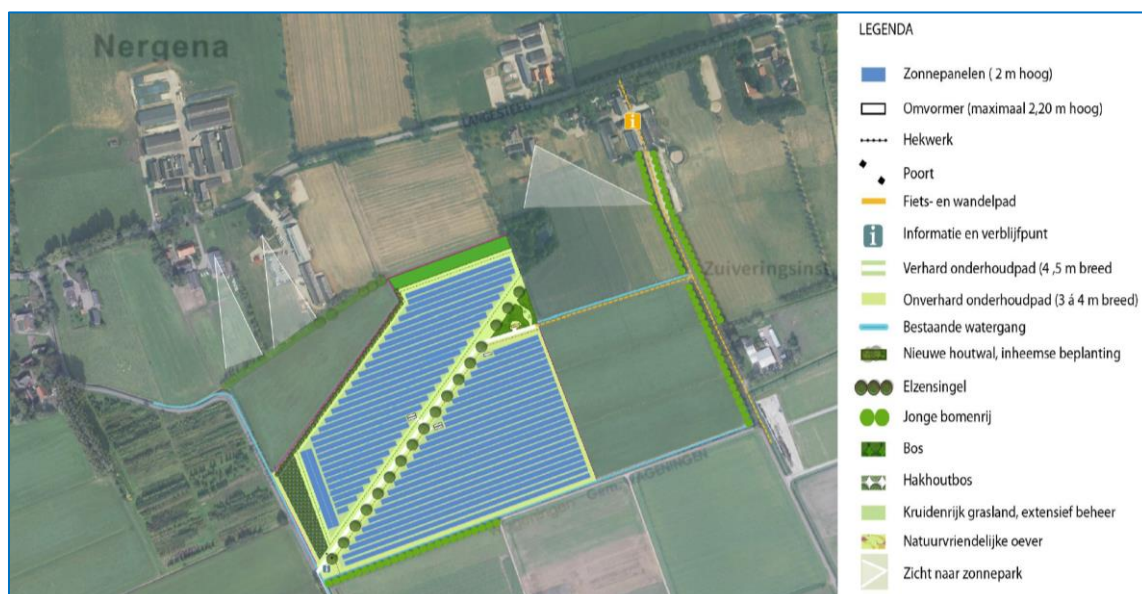 Nergena
LANGESTEEG
Zuiveringsinst
Gem. WAGENINGEN
i
i
LEGENDA
Zonnepanelen ( 2 m hoog)
Omvormer (maximaal 2,20 m hoog)
Hekwerk
Poort
Fiets- en wandelpad
i
Informatie en verblijfpunt
Verhard onderhoudpad (4 ,5 m breed
Onverhard onderhoudpad (3 á 4 m breed)
Bestaande watergang
Nieuwe houtwal, inheemse beplanting
Elzensingel
Jonge bomenrij
Bos
Hakhoutbos
Kruidenrijk grasland, extensief beheer
Natuurvriendelijke oever
Zicht naar zonnepark